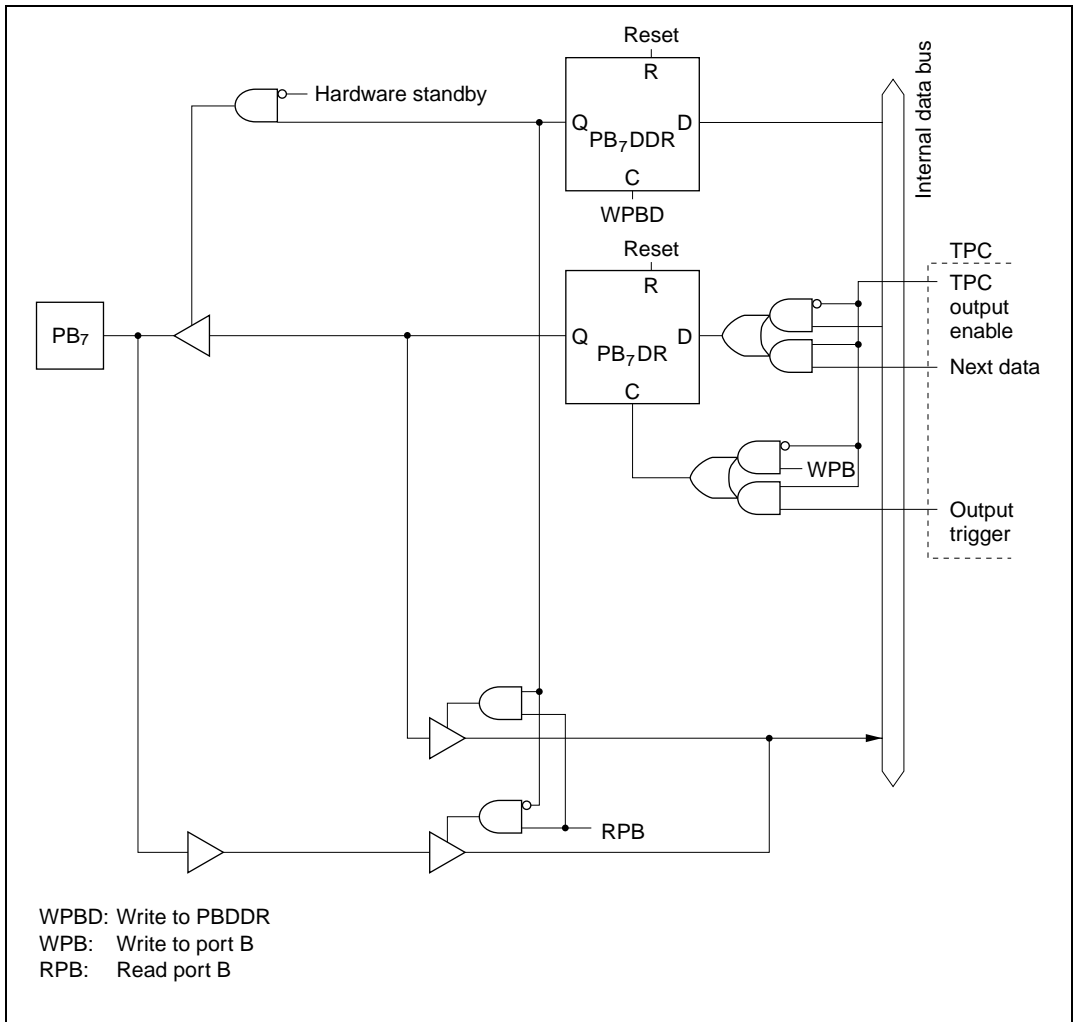 Reset
R
Hardware standby
Q
PB7DDR
D
C
WPBD
Internal data bus
Reset
R
TPC
TPC
output
enable
PB7
Q
PB7DR
D
C
Next data
WPB
Output
trigger
RPB
WPBD: Write to PBDDR
WPB: Write to port B
RPB: Read port B